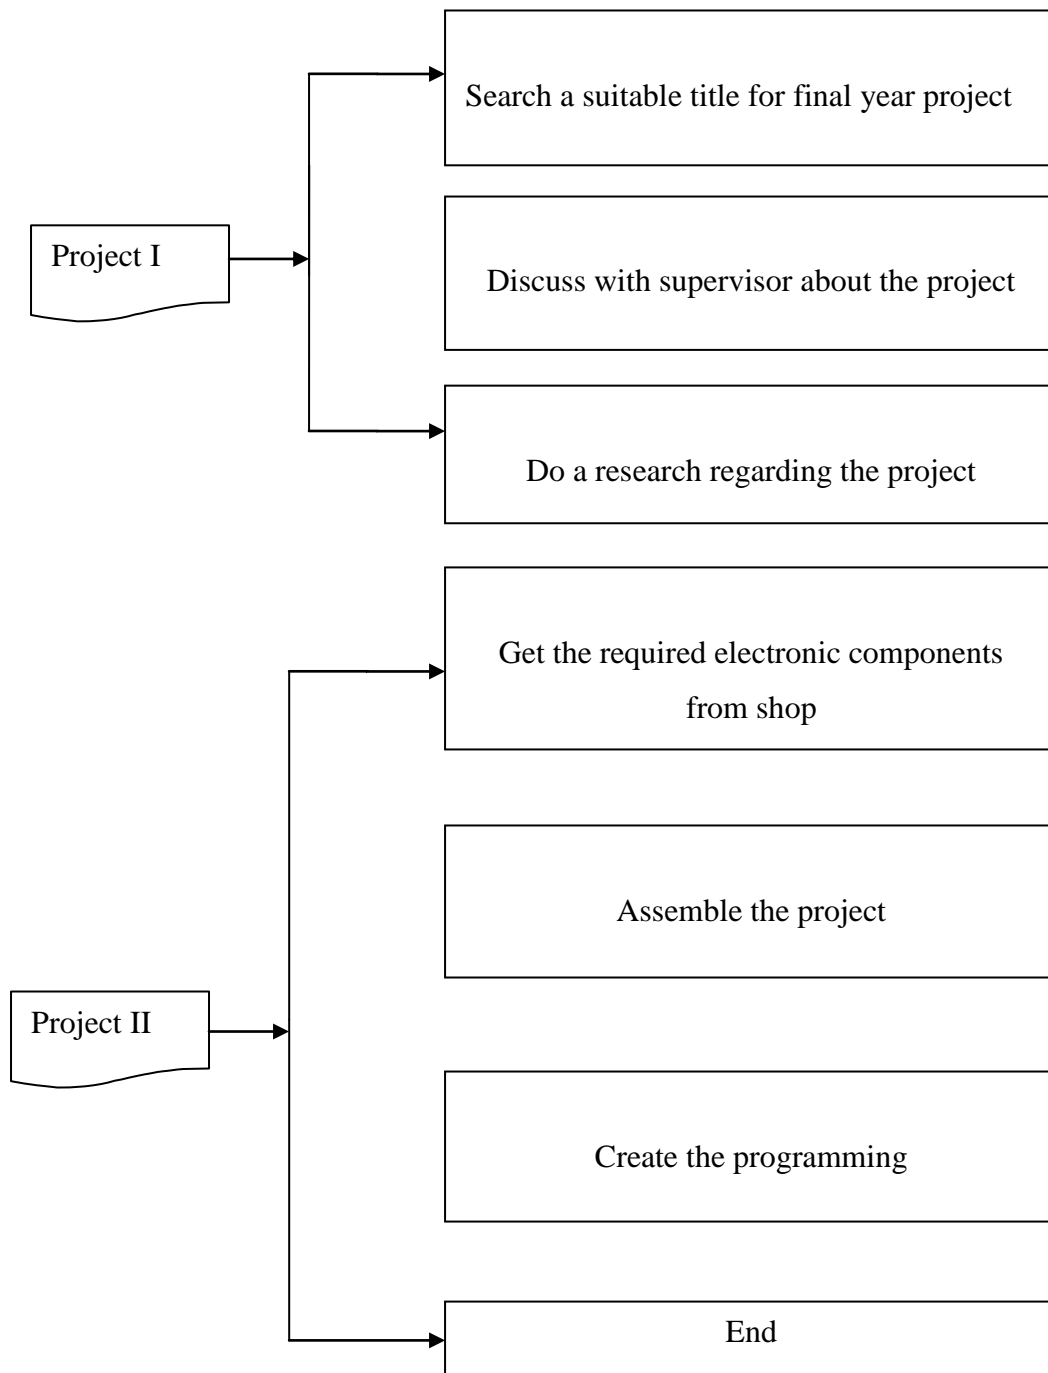 Search a suitable title for final year project
Project I
Discuss with supervisor about the project
Do a research regarding the project
Get the required electronic components
from shop
Assemble the project
Project II
Create the programming
End